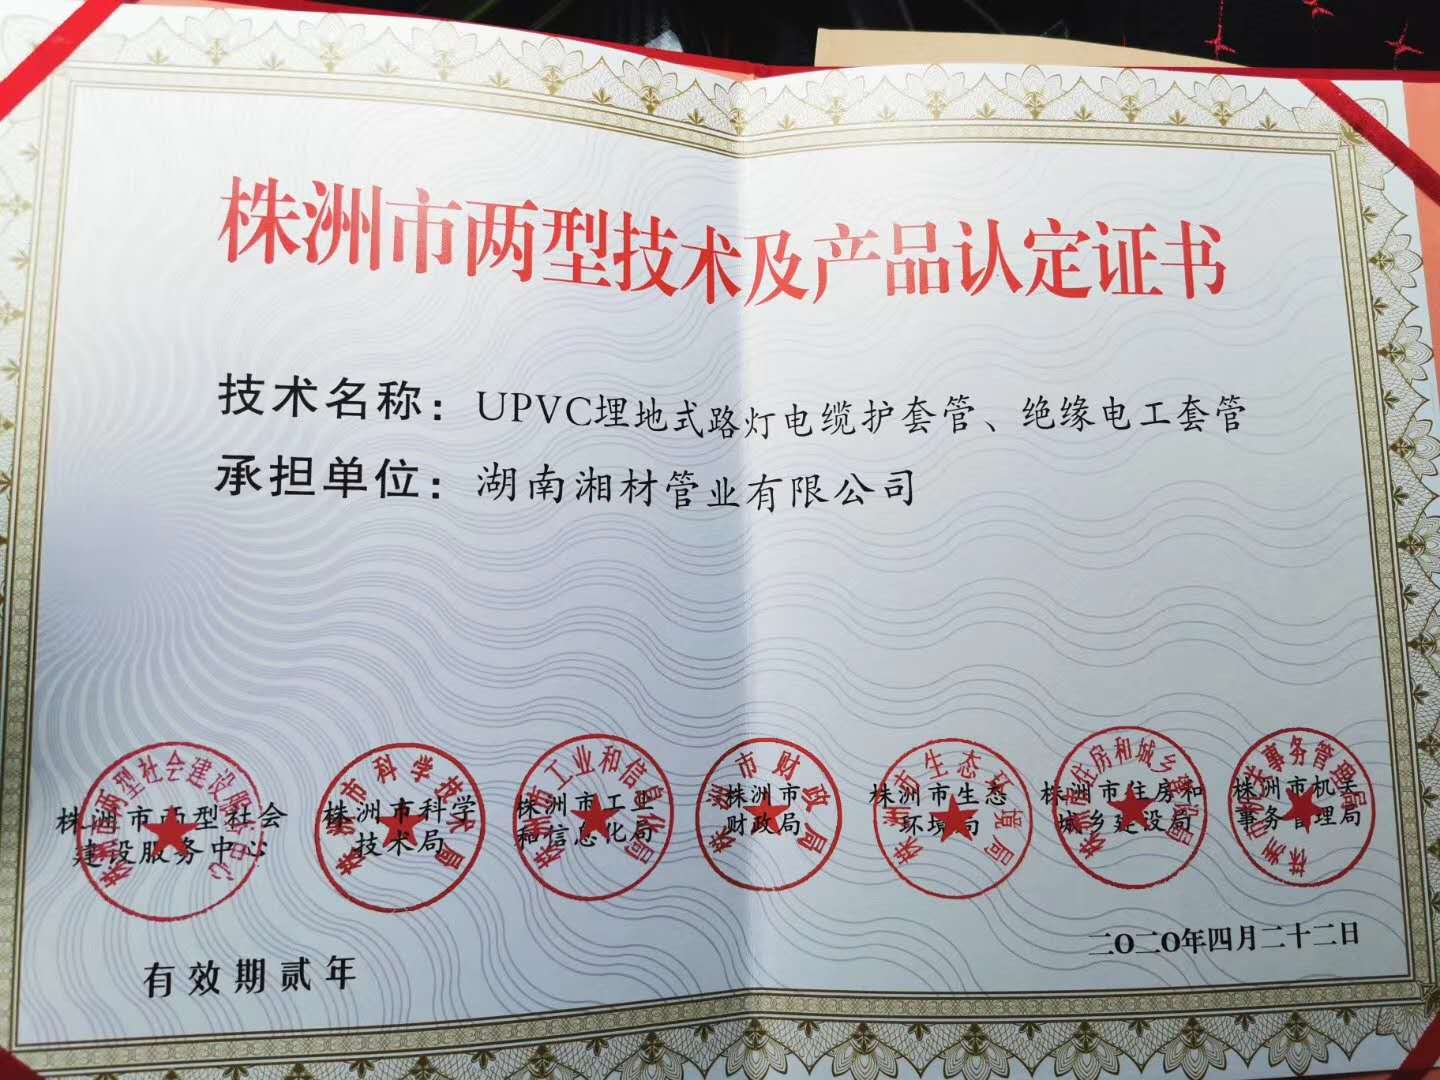 株洲市两型技术及产品认定证书
技术名称：UPVC埋地式路灯电缆护套管、绝缘电工套管
承担单位：湖南湘材管业有限公司
株洲市两型社会
建设服务中心
株洲市科学
技术局
株洲市工业
和信息化局
株洲市
财政局
株洲市生态
环境局
株洲市住房和
城乡建设局
株洲市机关
事务管理局
有效期贰年
二〇二〇年四月二十二日